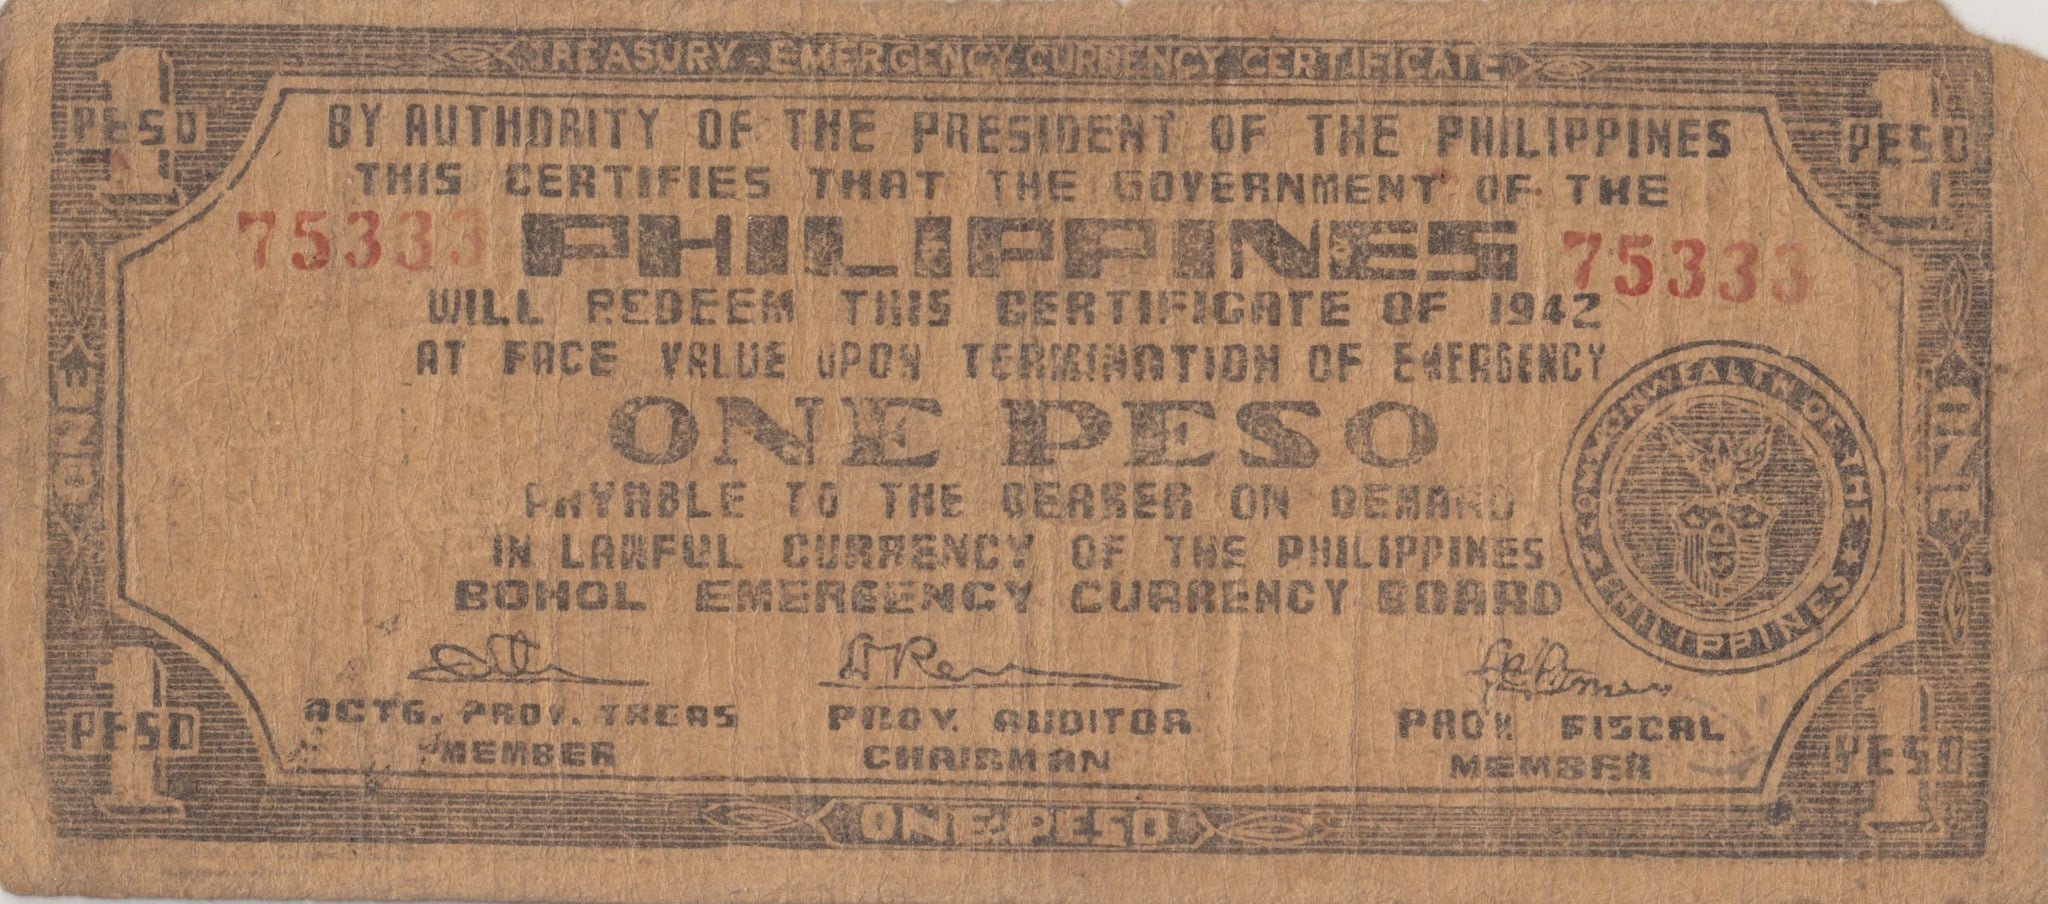 TREASURY-EMERGENCY CURRENCY CERTIFICATE
1 PESO
1 PESO
BY AUTHORITY OF THE PRESIDENT OF THE PHILIPPINES
THIS CERTIFIES THAT THE GOVERNMENT OF THE
75333 PHILIPPINES 75333
WILL REDEEM THIS CERTIFICATE OF 1942
AT FACE VALUE UPON TERMINATION OF EMERGENCY
ONE PESO
PAYABLE TO THE BEARER ON DEMAND
IN LAWFUL CURRENCY OF THE PHILIPPINES
BOHOL EMERGENCY CURRENCY BOARD
ONE
ONE
COMMONWEALTH OF THE
PHILIPPINES
ACTG. PROV. TREAS
MEMBER
PROV. AUDITOR
CHAIRMAN
PROV. FISCAL
MEMBER
1 PESO
1 PESO
ONE PESO